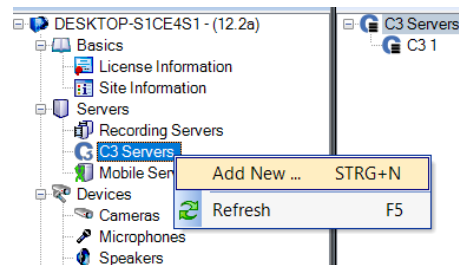 DESKTOP-S1CE4S1 - (12.2a)
Basics
License Information
Site Information
Servers
Recording Servers
C3 Servers
Mobile Ser
Devices
Cameras
Microphones
Speakers
C3 Servers
C3 1
Add New ... STRG+N
Refresh F5